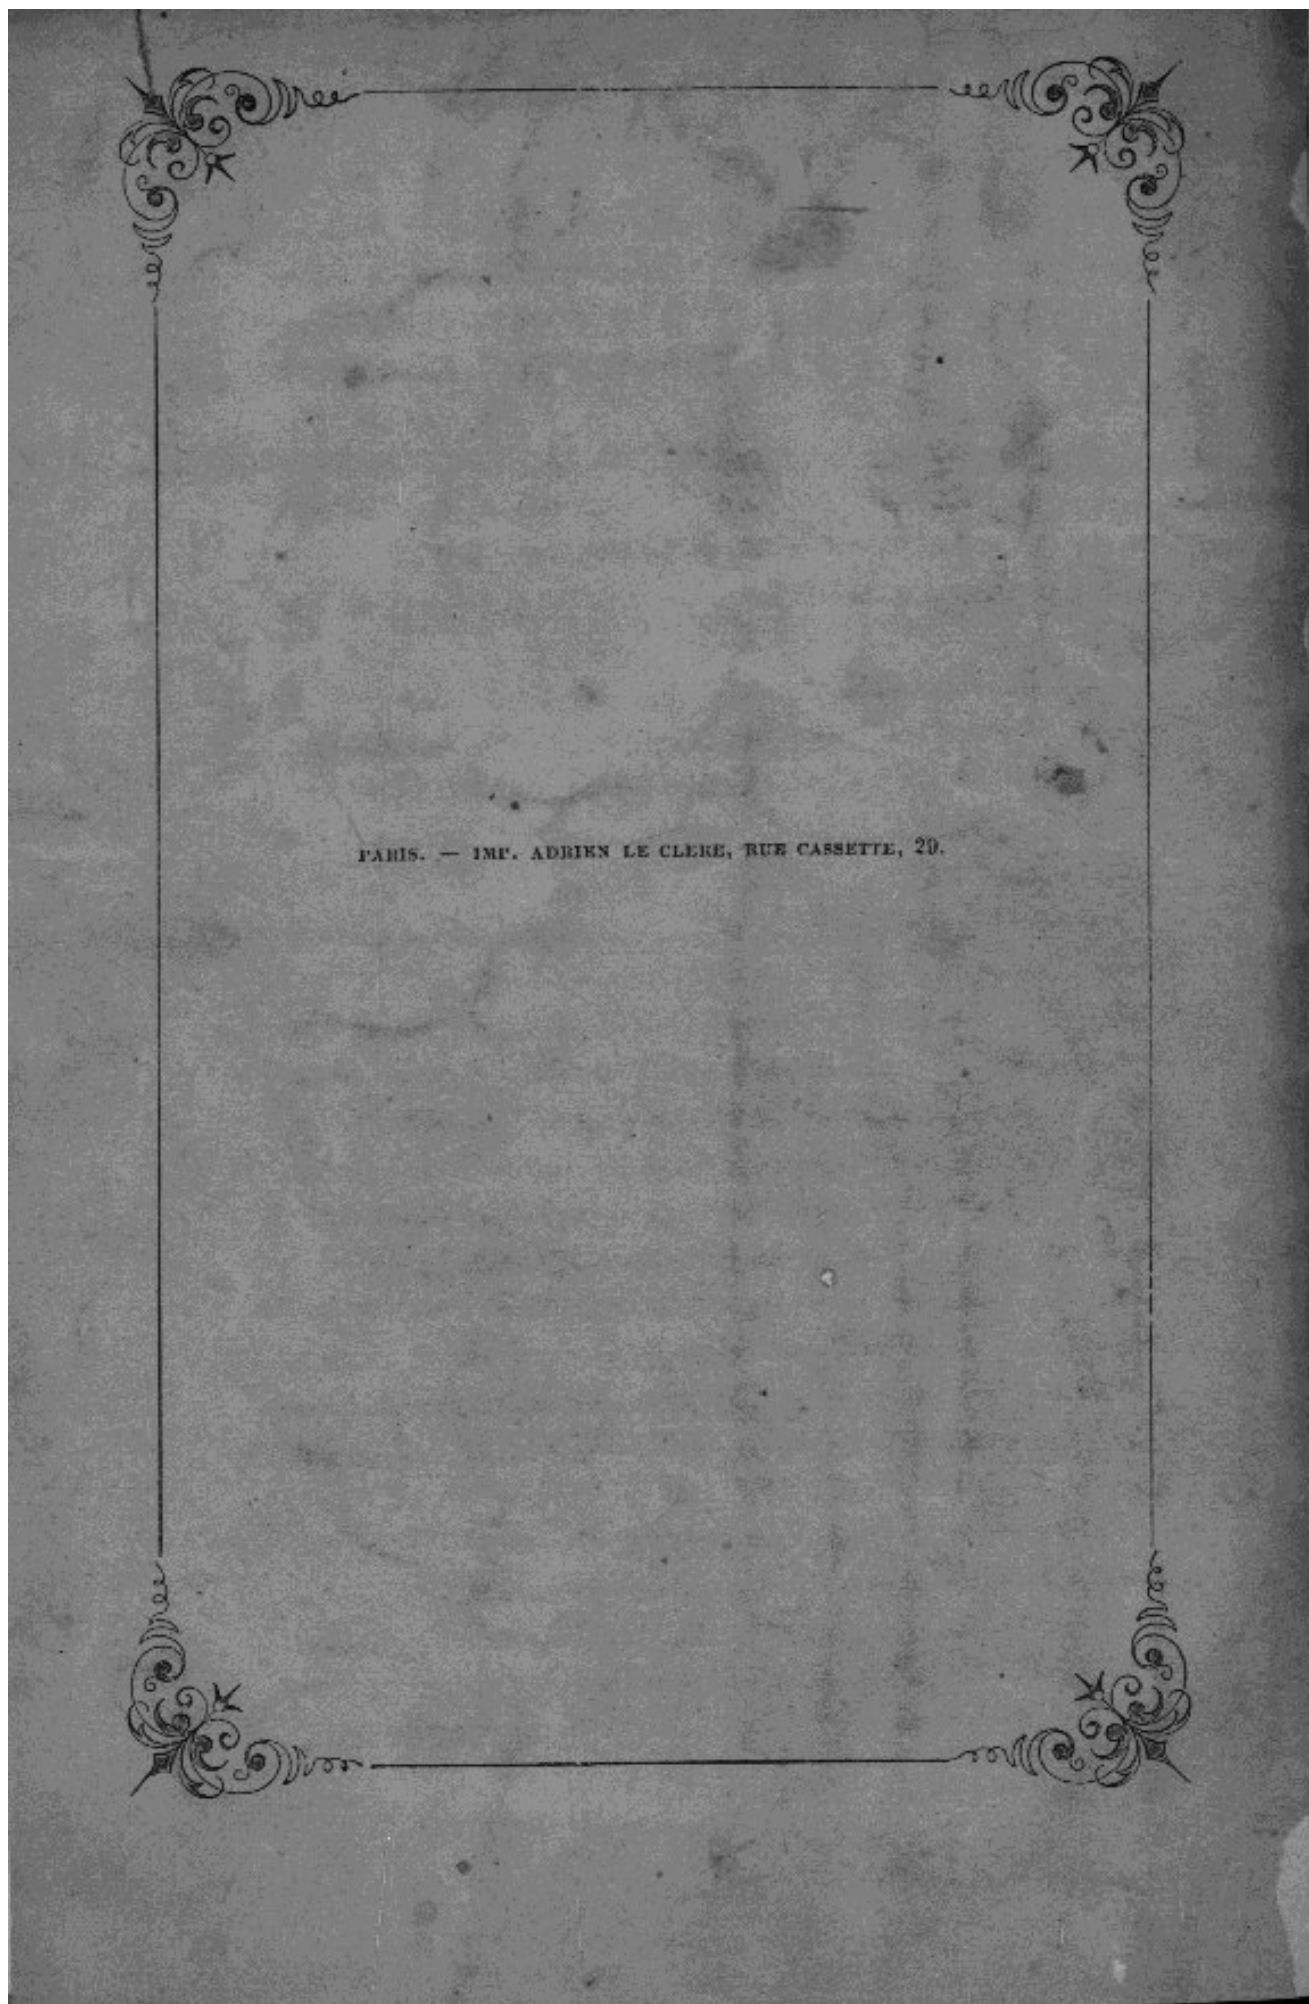 PARIS. — IMP. ADRIEN LE CLERE, RUE CASSETTE, 29.